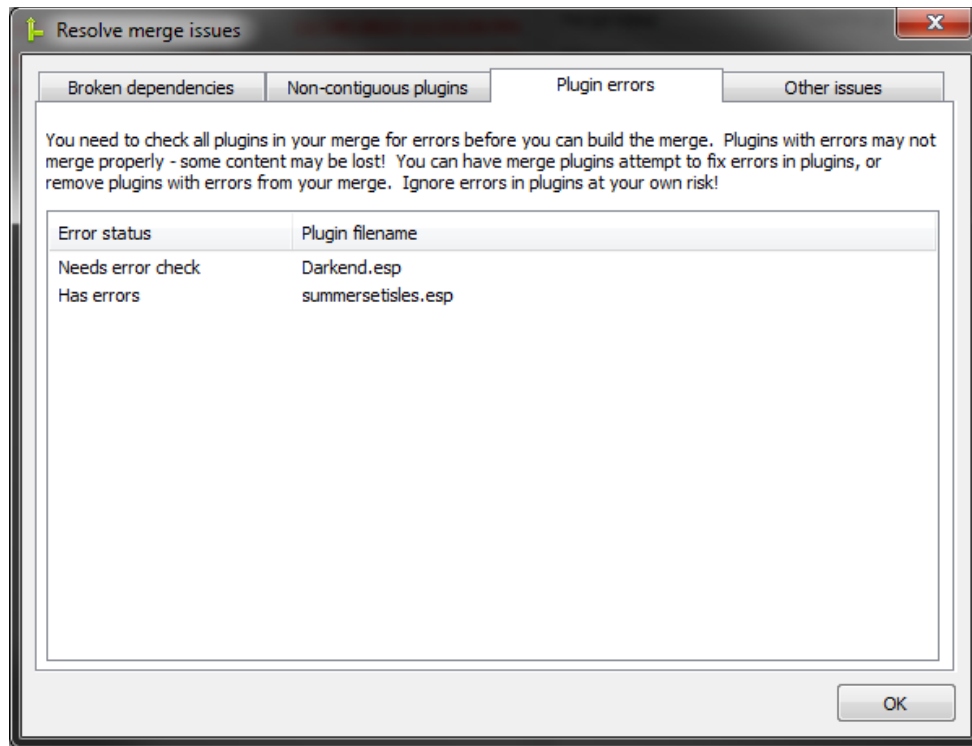 Resolve merge issues
Broken dependencies Non-contiguous plugins Plugin errors Other issues
You need to check all plugins in your merge for errors before you can build the merge. Plugins with errors may not
merge properly - some content may be lost! You can have merge plugins attempt to fix errors in plugins, or
remove plugins with errors from your merge. Ignore errors in plugins at your own risk!
Error status Plugin filename
Needs error check Darkend.esp
Has errors summersetisles.esp
OK